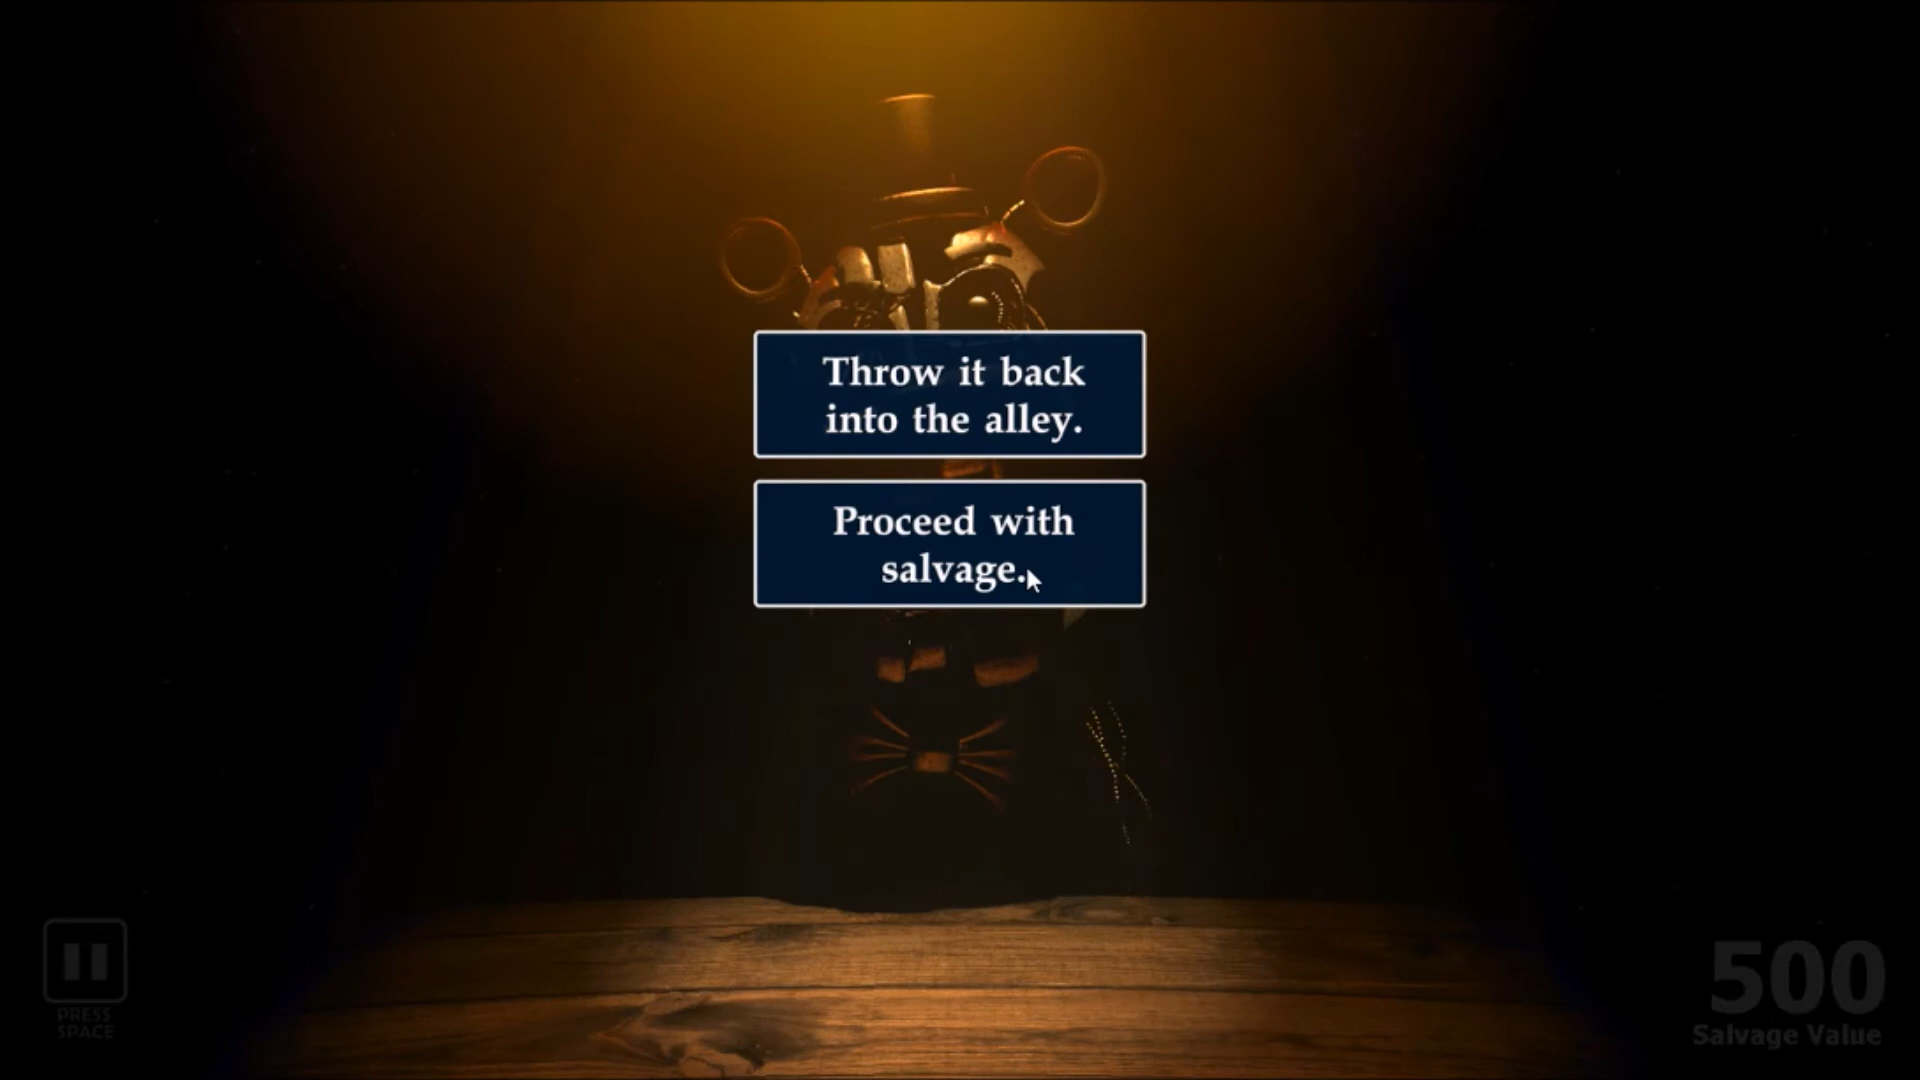 Throw it back
into the alley.
Proceed with
salvage.
PRESS
SPACE
500
Salvage Value